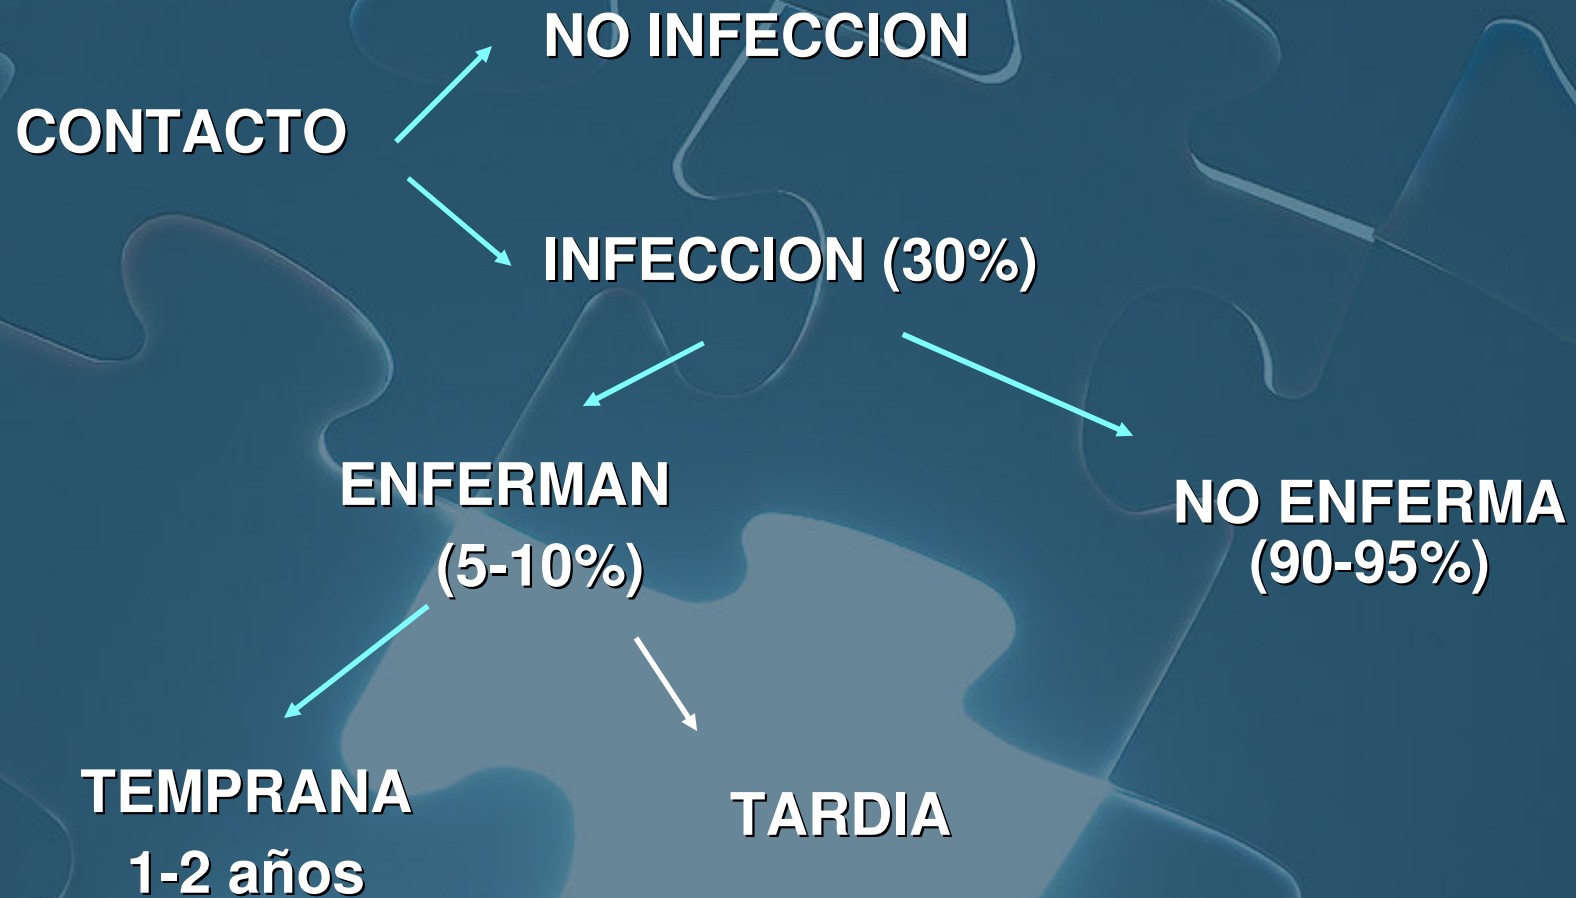 NO INFECCION
CONTACTO
INFECCION (30%)
ENFERMAN
(5-10%)
NO ENFERMA
(90-95%)
TEMPRANA
1-2 años
TARDIA